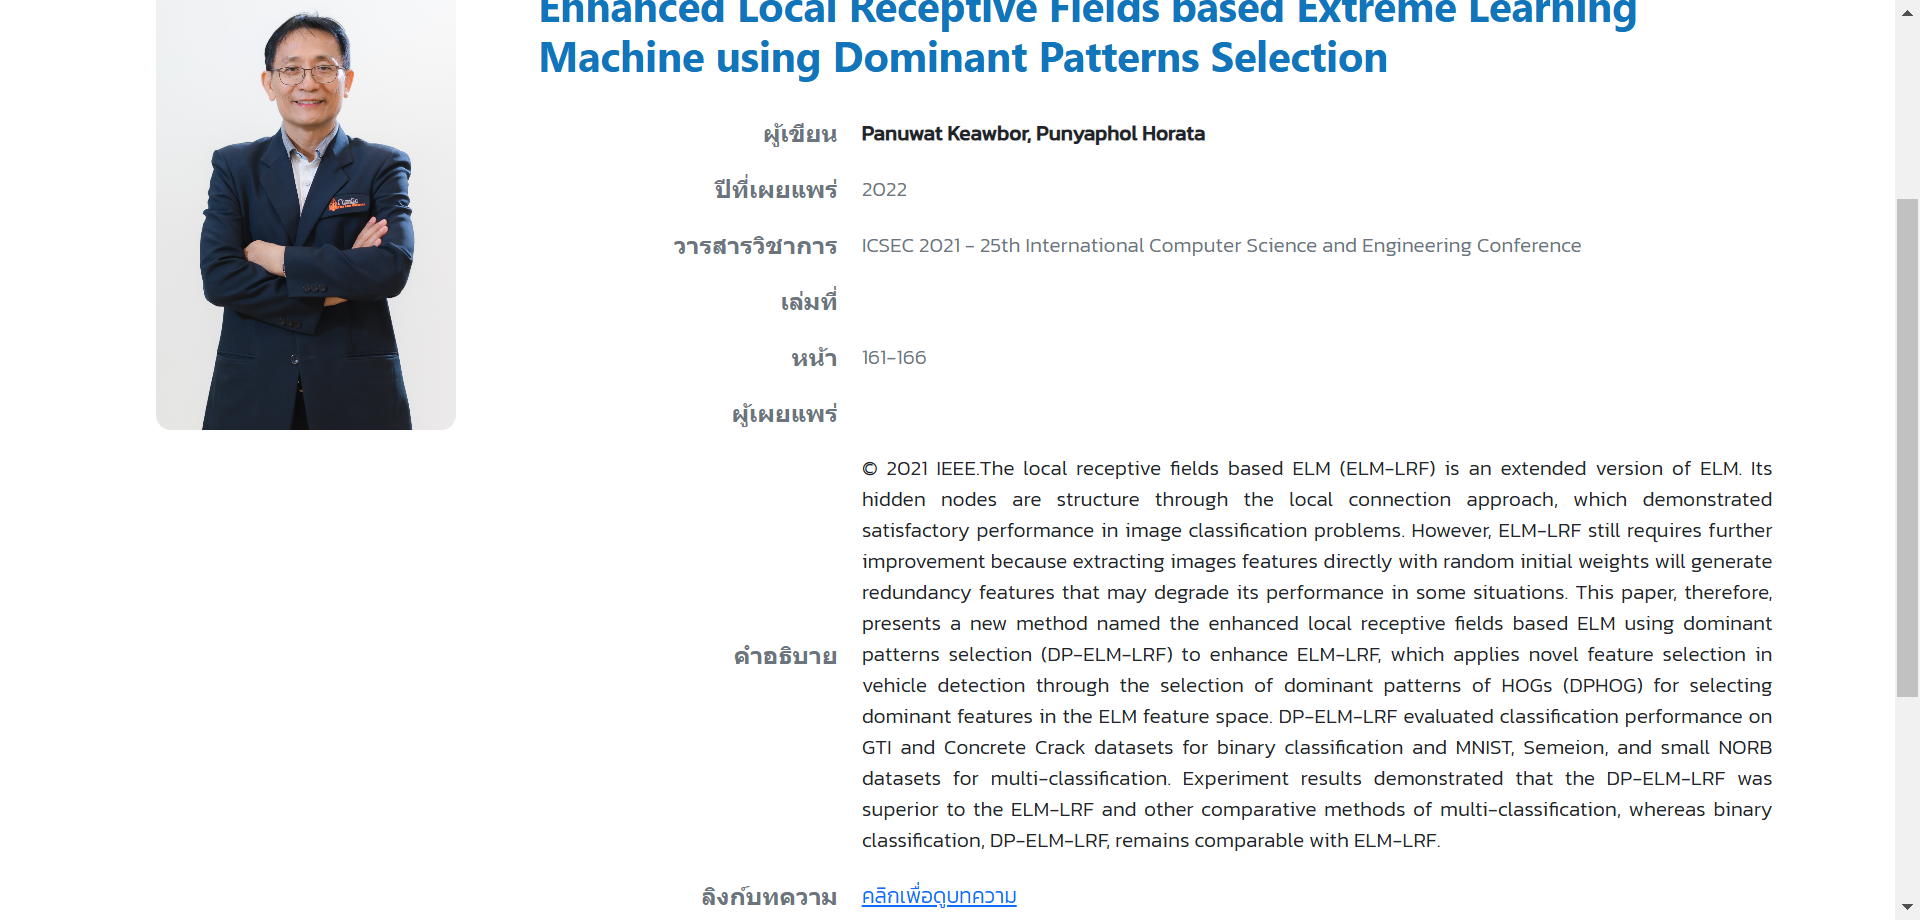 Enhanced Local Receptive Fields based Extreme Learning
Machine using Dominant Patterns Selection
ผู้เขียน Panuwat Keawbor, Punyaphol Horata
ปีที่เผยแพร่ 2022
วารสารวิชาการ ICSEC 2021 - 25th International Computer Science and Engineering Conference
เล่มที่
หน้า 161-166
ผู้เผยแพร่
© 2021 IEEE.The local receptive fields based ELM (ELM-LRF) is an extended version of ELM. Its
hidden nodes are structure through the local connection approach, which demonstrated
satisfactory performance in image classification problems. However, ELM-LRF still requires further
improvement because extracting images features directly with random initial weights will generate
redundancy features that may degrade its performance in some situations. This paper, therefore,
presents a new method named the enhanced local receptive fields based ELM using dominant
คำอธิบาย patterns selection (DP-ELM-LRF) to enhance ELM-LRF, which applies novel feature selection in
vehicle detection through the selection of dominant patterns of HOGs (DPHOG) for selecting
dominant features in the ELM feature space. DP-ELM-LRF evaluated classification performance on
GTI and Concrete Crack datasets for binary classification and MNIST, Semeion, and small NORB
datasets for multi-classification. Experiment results demonstrated that the DP-ELM-LRF was
superior to the ELM-LRF and other comparative methods of multi-classification, whereas binary
classification, DP-ELM-LRF, remains comparable with ELM-LRF.
ลิงก์บทความ คลิกเพื่อดูบทความ